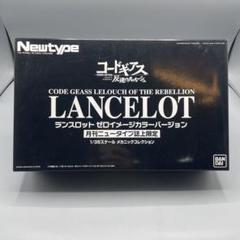 Newtype
コードギアス
反逆のルルーシュ
CODE GEASS LELOUCH OF THE REBELLION
LANCELOT
ランスロット ゼロイメージカラーバージョン
月刊ニュータイプ誌上限定
1/35スケール メカニックコレクション
BANDAI